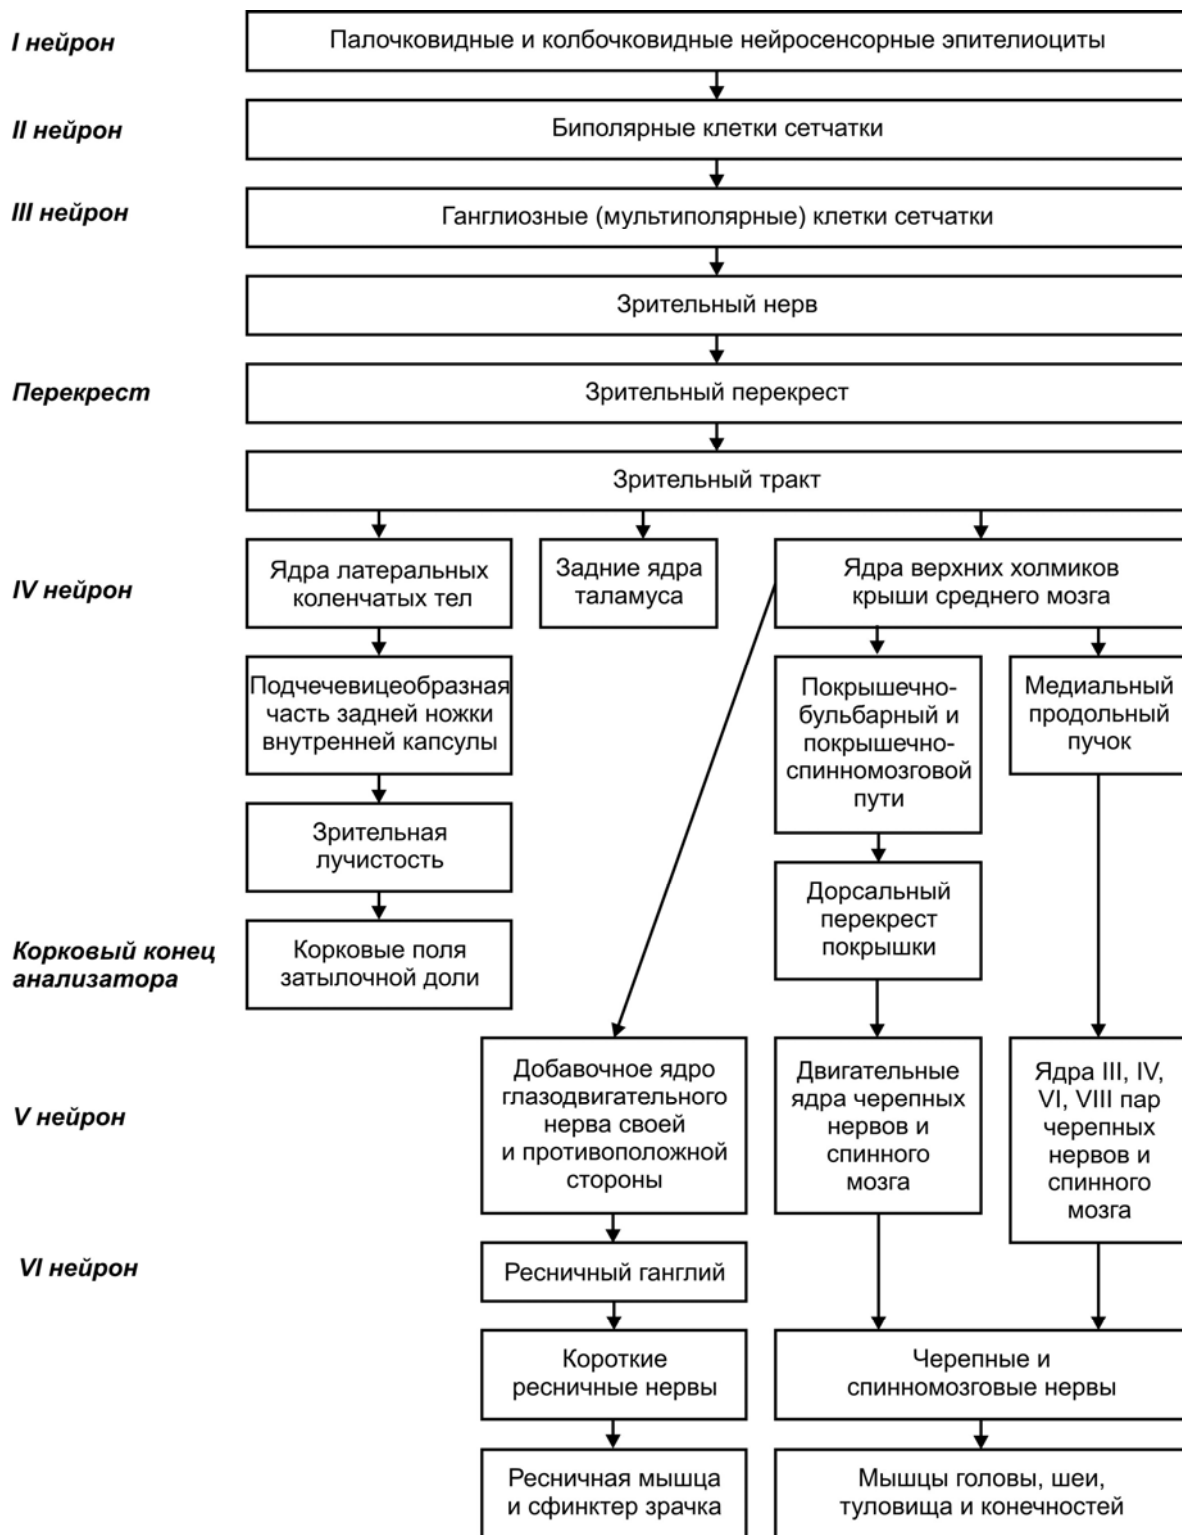 I нейрон
Палочковидные и колбочковидные нейросенсорные эпителиоциты
II нейрон
Биполярные клетки сетчатки
III нейрон
Ганглиозные (мультиполярные) клетки сетчатки
Зрительный нерв
Перекрест
Зрительный перекрест
Зрительный тракт
IV нейрон
Ядра латеральных
коленчатых тел
Задние ядра
таламуса
Ядра верхних холмиков
крыши среднего мозга
Подчечевицеобразная
часть задней ножки
внутренней капсулы
Покрышечно-
бульбарный и
покрышечно-
спинномозговой
пути
Медиальный
продольный
пучок
Зрительная
лучистость
Дорсальный
перекрест
покрышки
Корковый конец
анализатора
Корковые поля
затылочной доли
V нейрон
Добавочное ядро
глазодвигательного
нерва своей
и противоположной
стороны
Двигательные
ядра черепных
нервов и
спинного
мозга
Ядра III, IV,
VI, VIII пар
черепных
нервов и
спинного
мозга
VI нейрон
Ресничный ганглий
Короткие
ресничные нервы
Черепные и
спинномозговые нервы
Ресничная мышца
и сфинктер зрачка
Мышцы головы, шеи,
туловища и конечностей